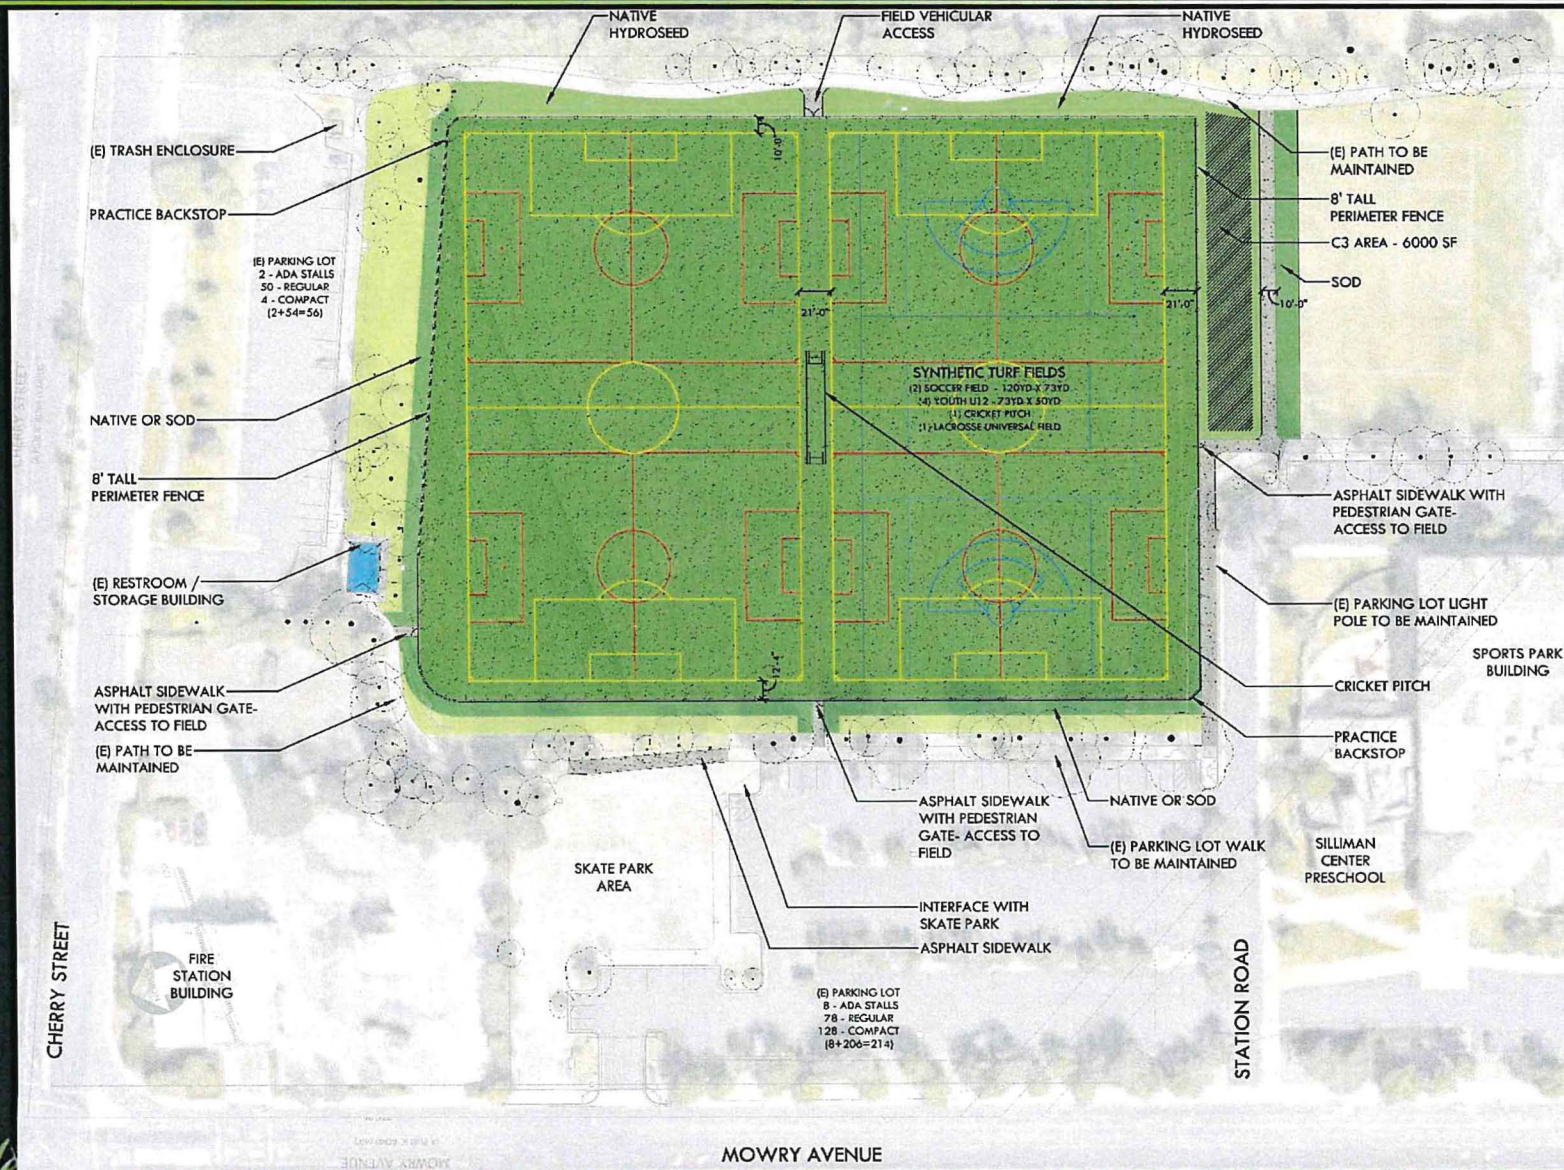 NATIVE
HYDROSEED
FIELD VEHICULAR
ACCESS
NATIVE
HYDROSEED
(E) TRASH ENCLOSURE
PRACTICE BACKSTOP
(E) PARKING LOT
2 - ADA STALLS
50 - REGULAR
4 - COMPACT
(2+54=56)
NATIVE OR SOD
8' TALL
PERIMETER FENCE
(E) RESTROOM /
STORAGE BUILDING
ASPHALT SIDEWALK
WITH PEDESTRIAN GATE-
ACCESS TO FIELD
(E) PATH TO BE
MAINTAINED
10'-0"
21'-0"
21'-0"
10'-0"
12'-4"
SYNTHETIC TURF FIELDS
(2) SOCCER FIELD - 120YD X 73YD
(4) YOUTH U12 - 73YD X 50YD
(1) CRICKET PITCH
(1) LACROSSE UNIVERSAL FIELD
(E) PATH TO BE
MAINTAINED
8' TALL
PERIMETER FENCE
C3 AREA - 6000 SF
SOD
ASPHALT SIDEWALK WITH
PEDESTRIAN GATE-
ACCESS TO FIELD
(E) PARKING LOT LIGHT
POLE TO BE MAINTAINED
SPORTS PARK
BUILDING
CRICKET PITCH
PRACTICE
BACKSTOP
ASPHALT SIDEWALK
WITH PEDESTRIAN
GATE- ACCESS TO
FIELD
NATIVE OR SOD
(E) PARKING LOT WALK
TO BE MAINTAINED
SILLIMAN
CENTER
PRESCHOOL
SKATE PARK
AREA
INTERFACE WITH
SKATE PARK
ASPHALT SIDEWALK
FIRE
STATION
BUILDING
(E) PARKING LOT
8 - ADA STALLS
78 - REGULAR
128 - COMPACT
(8+206=214)
CHERRY STREET
CHERRY STREET
STATION ROAD
MOWRY AVENUE
MOWRY AVENUE